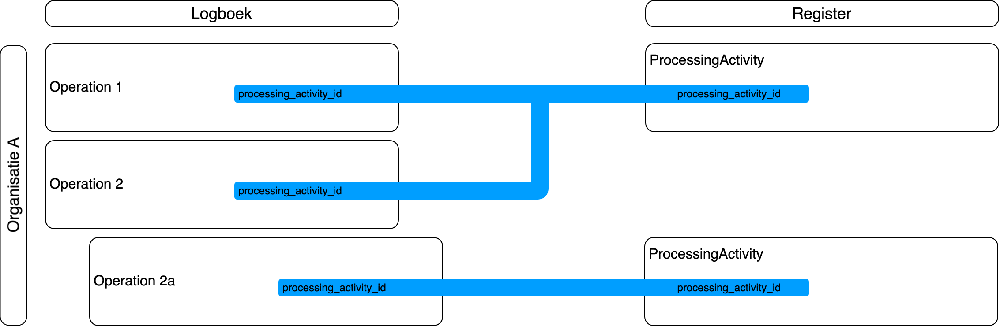 Logboek
Register
Organisatie A
Operation 1
processing_activity_id
ProcessingActivity
processing_activity_id
Operation 2
processing_activity_id
Operation 2a
processing_activity_id
ProcessingActivity
processing_activity_id